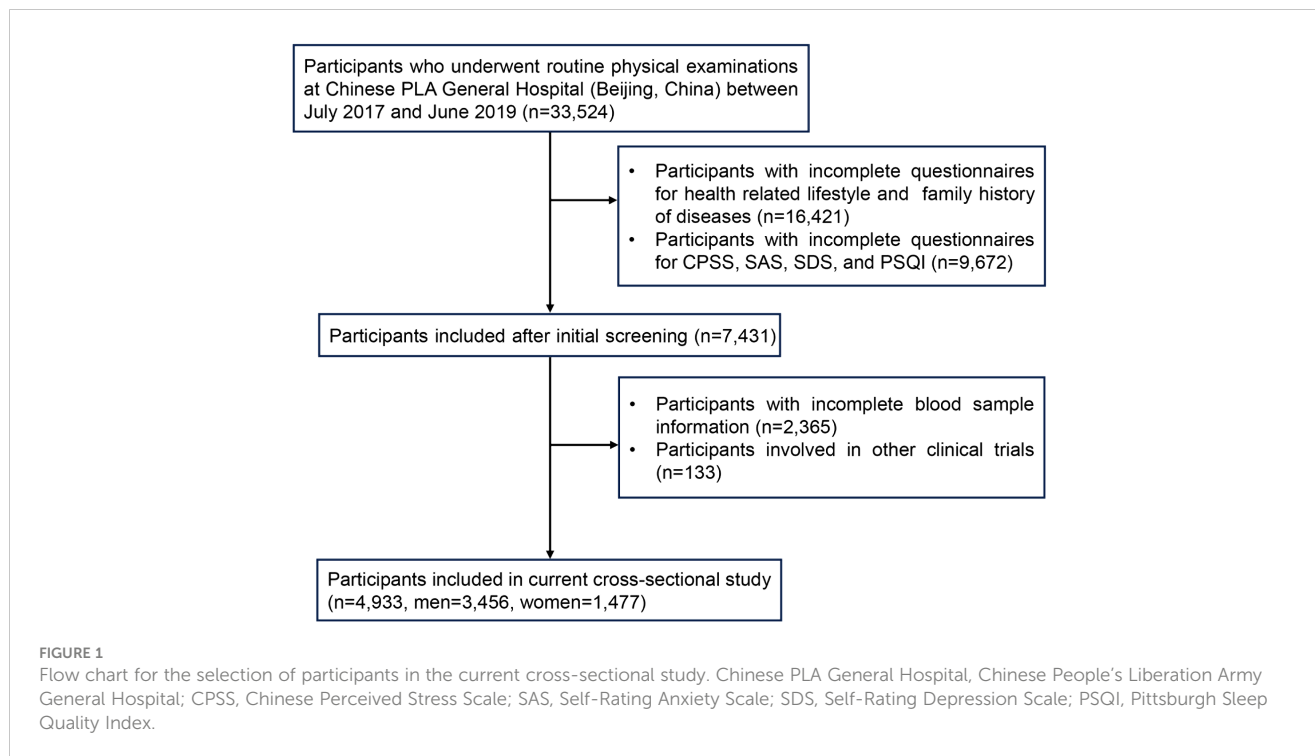 Participants who underwent routine physical examinations
at Chinese PLA General Hospital (Beijing, China) between
July 2017 and June 2019 (n=33,524)
• Participants with incomplete questionnaires
for health related lifestyle and family history
of diseases (n=16,421)
• Participants with incomplete questionnaires
for CPSS, SAS, SDS, and PSQI (n=9,672)
Participants included after initial screening (n=7,431)
• Participants with incomplete blood sample
information (n=2,365)
• Participants involved in other clinical trials
(n=133)
Participants included in current cross-sectional study
(n=4,933, men=3,456, women=1,477)
FIGURE 1
Flow chart for the selection of participants in the current cross-sectional study. Chinese PLA General Hospital, Chinese People’s Liberation Army
General Hospital; CPSS, Chinese Perceived Stress Scale; SAS, Self-Rating Anxiety Scale; SDS, Self-Rating Depression Scale; PSQI, Pittsburgh Sleep
Quality Index.